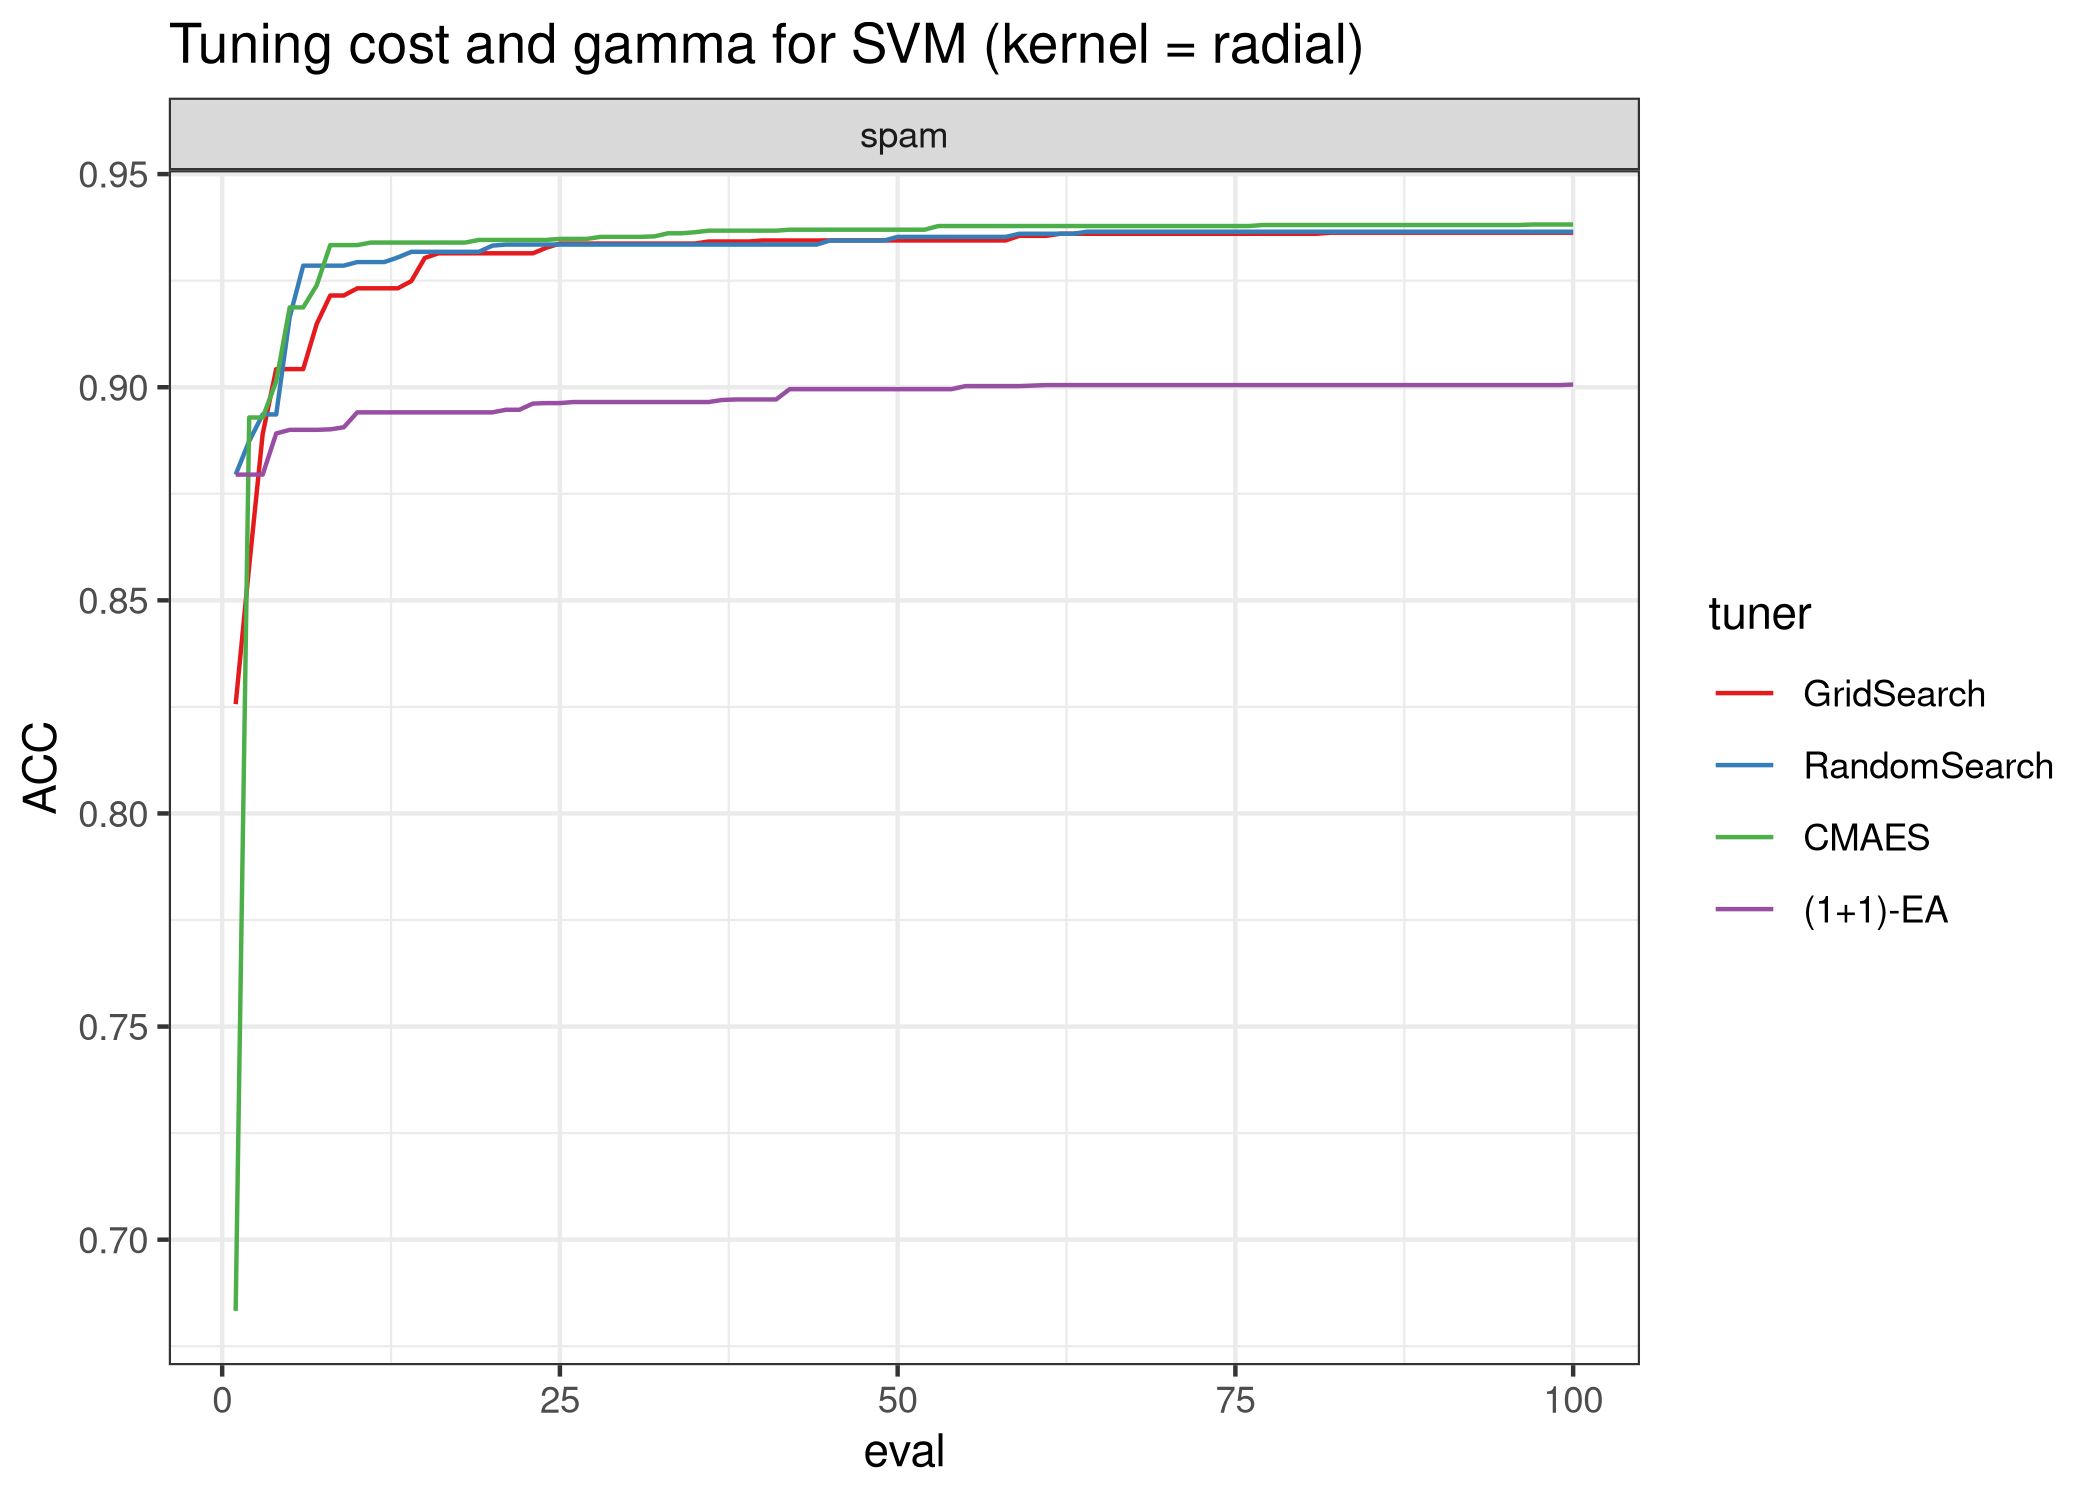 Tuning cost and gamma for SVM (kernel = radial)
spam
0.95
0.90
0.85
0.80
0.75
0.70
ACC
0 25 50 75 100
eval
tuner
GridSearch
RandomSearch
CMAES
(1+1)-EA